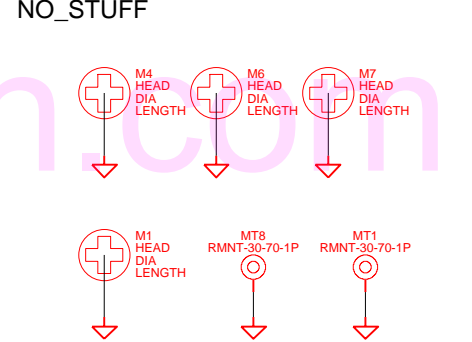 NO_STUFF
M4
HEAD
DIA
LENGTH
M6
HEAD
DIA
LENGTH
M7
HEAD
DIA
LENGTH
n.com
M1
HEAD
DIA
LENGTH
MT8
RMNT-30-70-1P
MT1
RMNT-30-70-1P